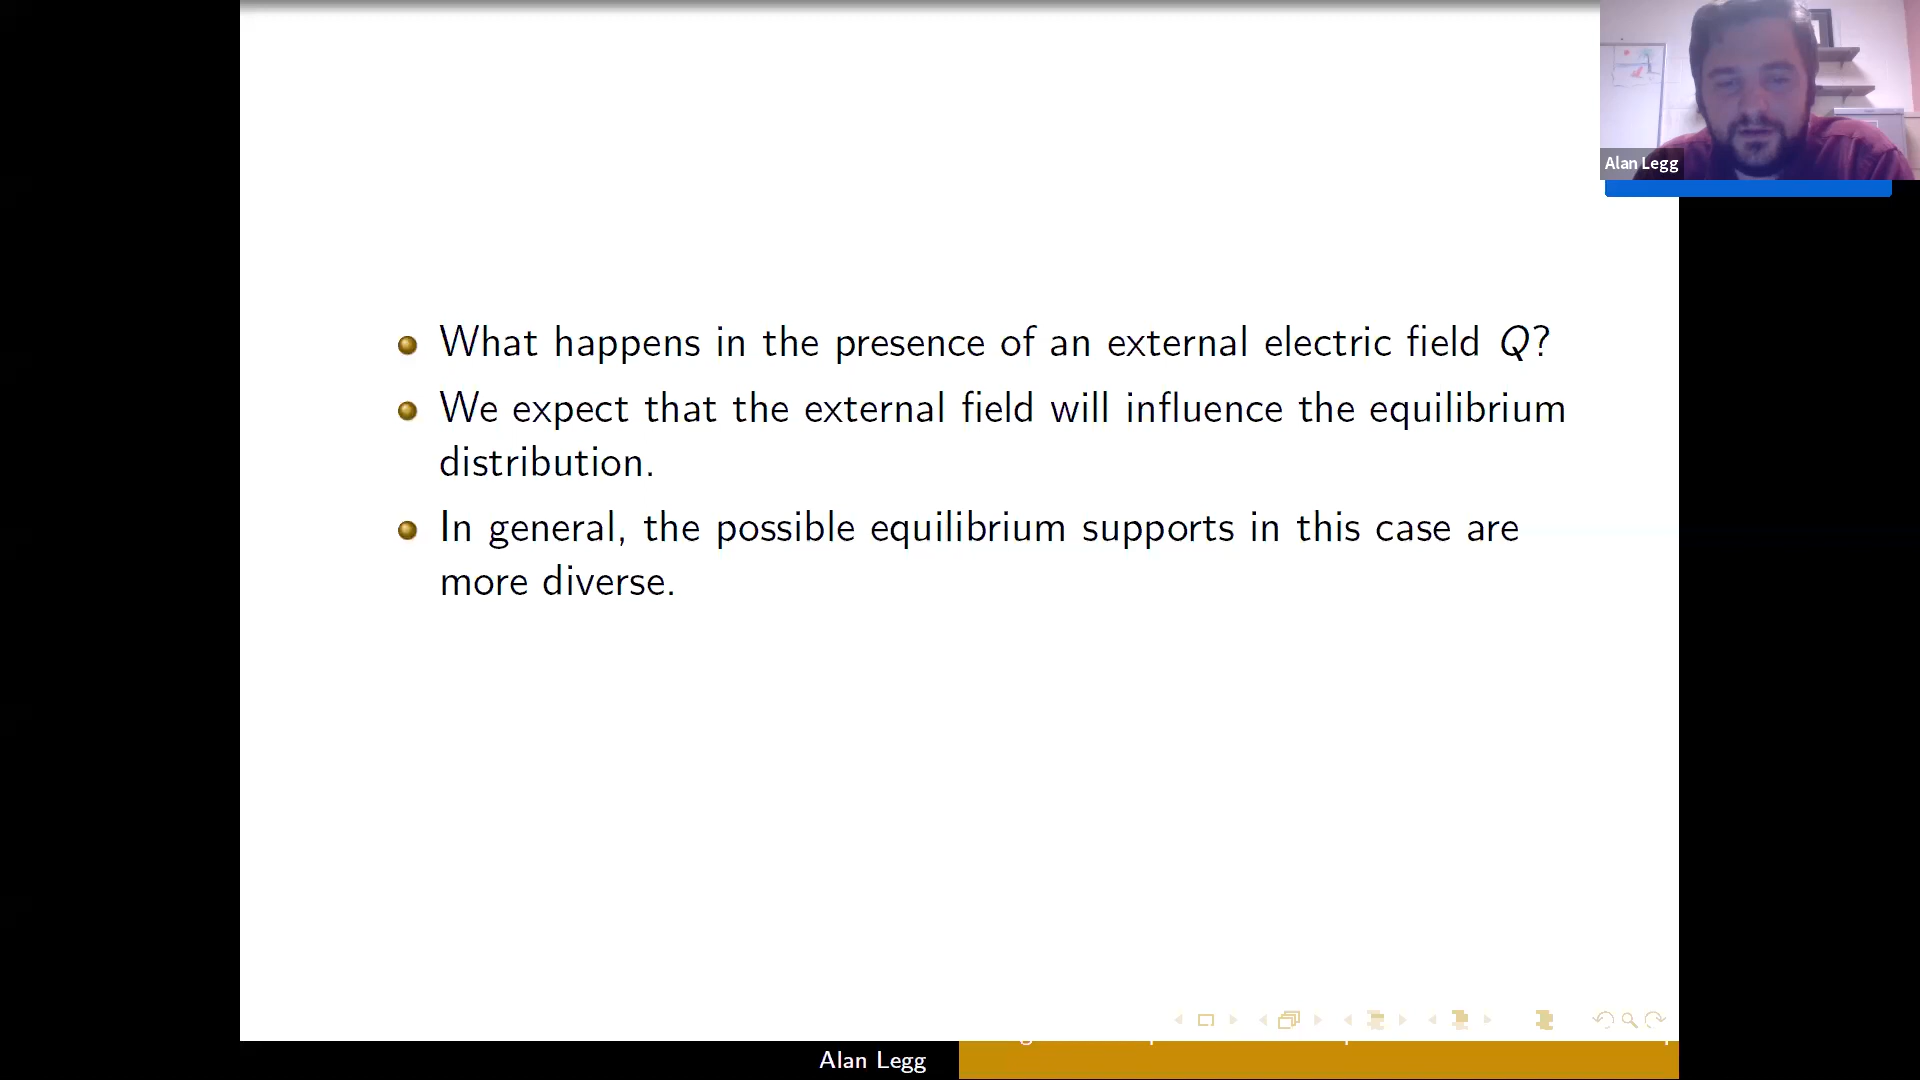 Alan Legg
What happens in the presence of an external electric field Q?
We expect that the external field will influence the equilibrium
distribution.
In general, the possible equilibrium supports in this case are
more diverse.
Alan Legg